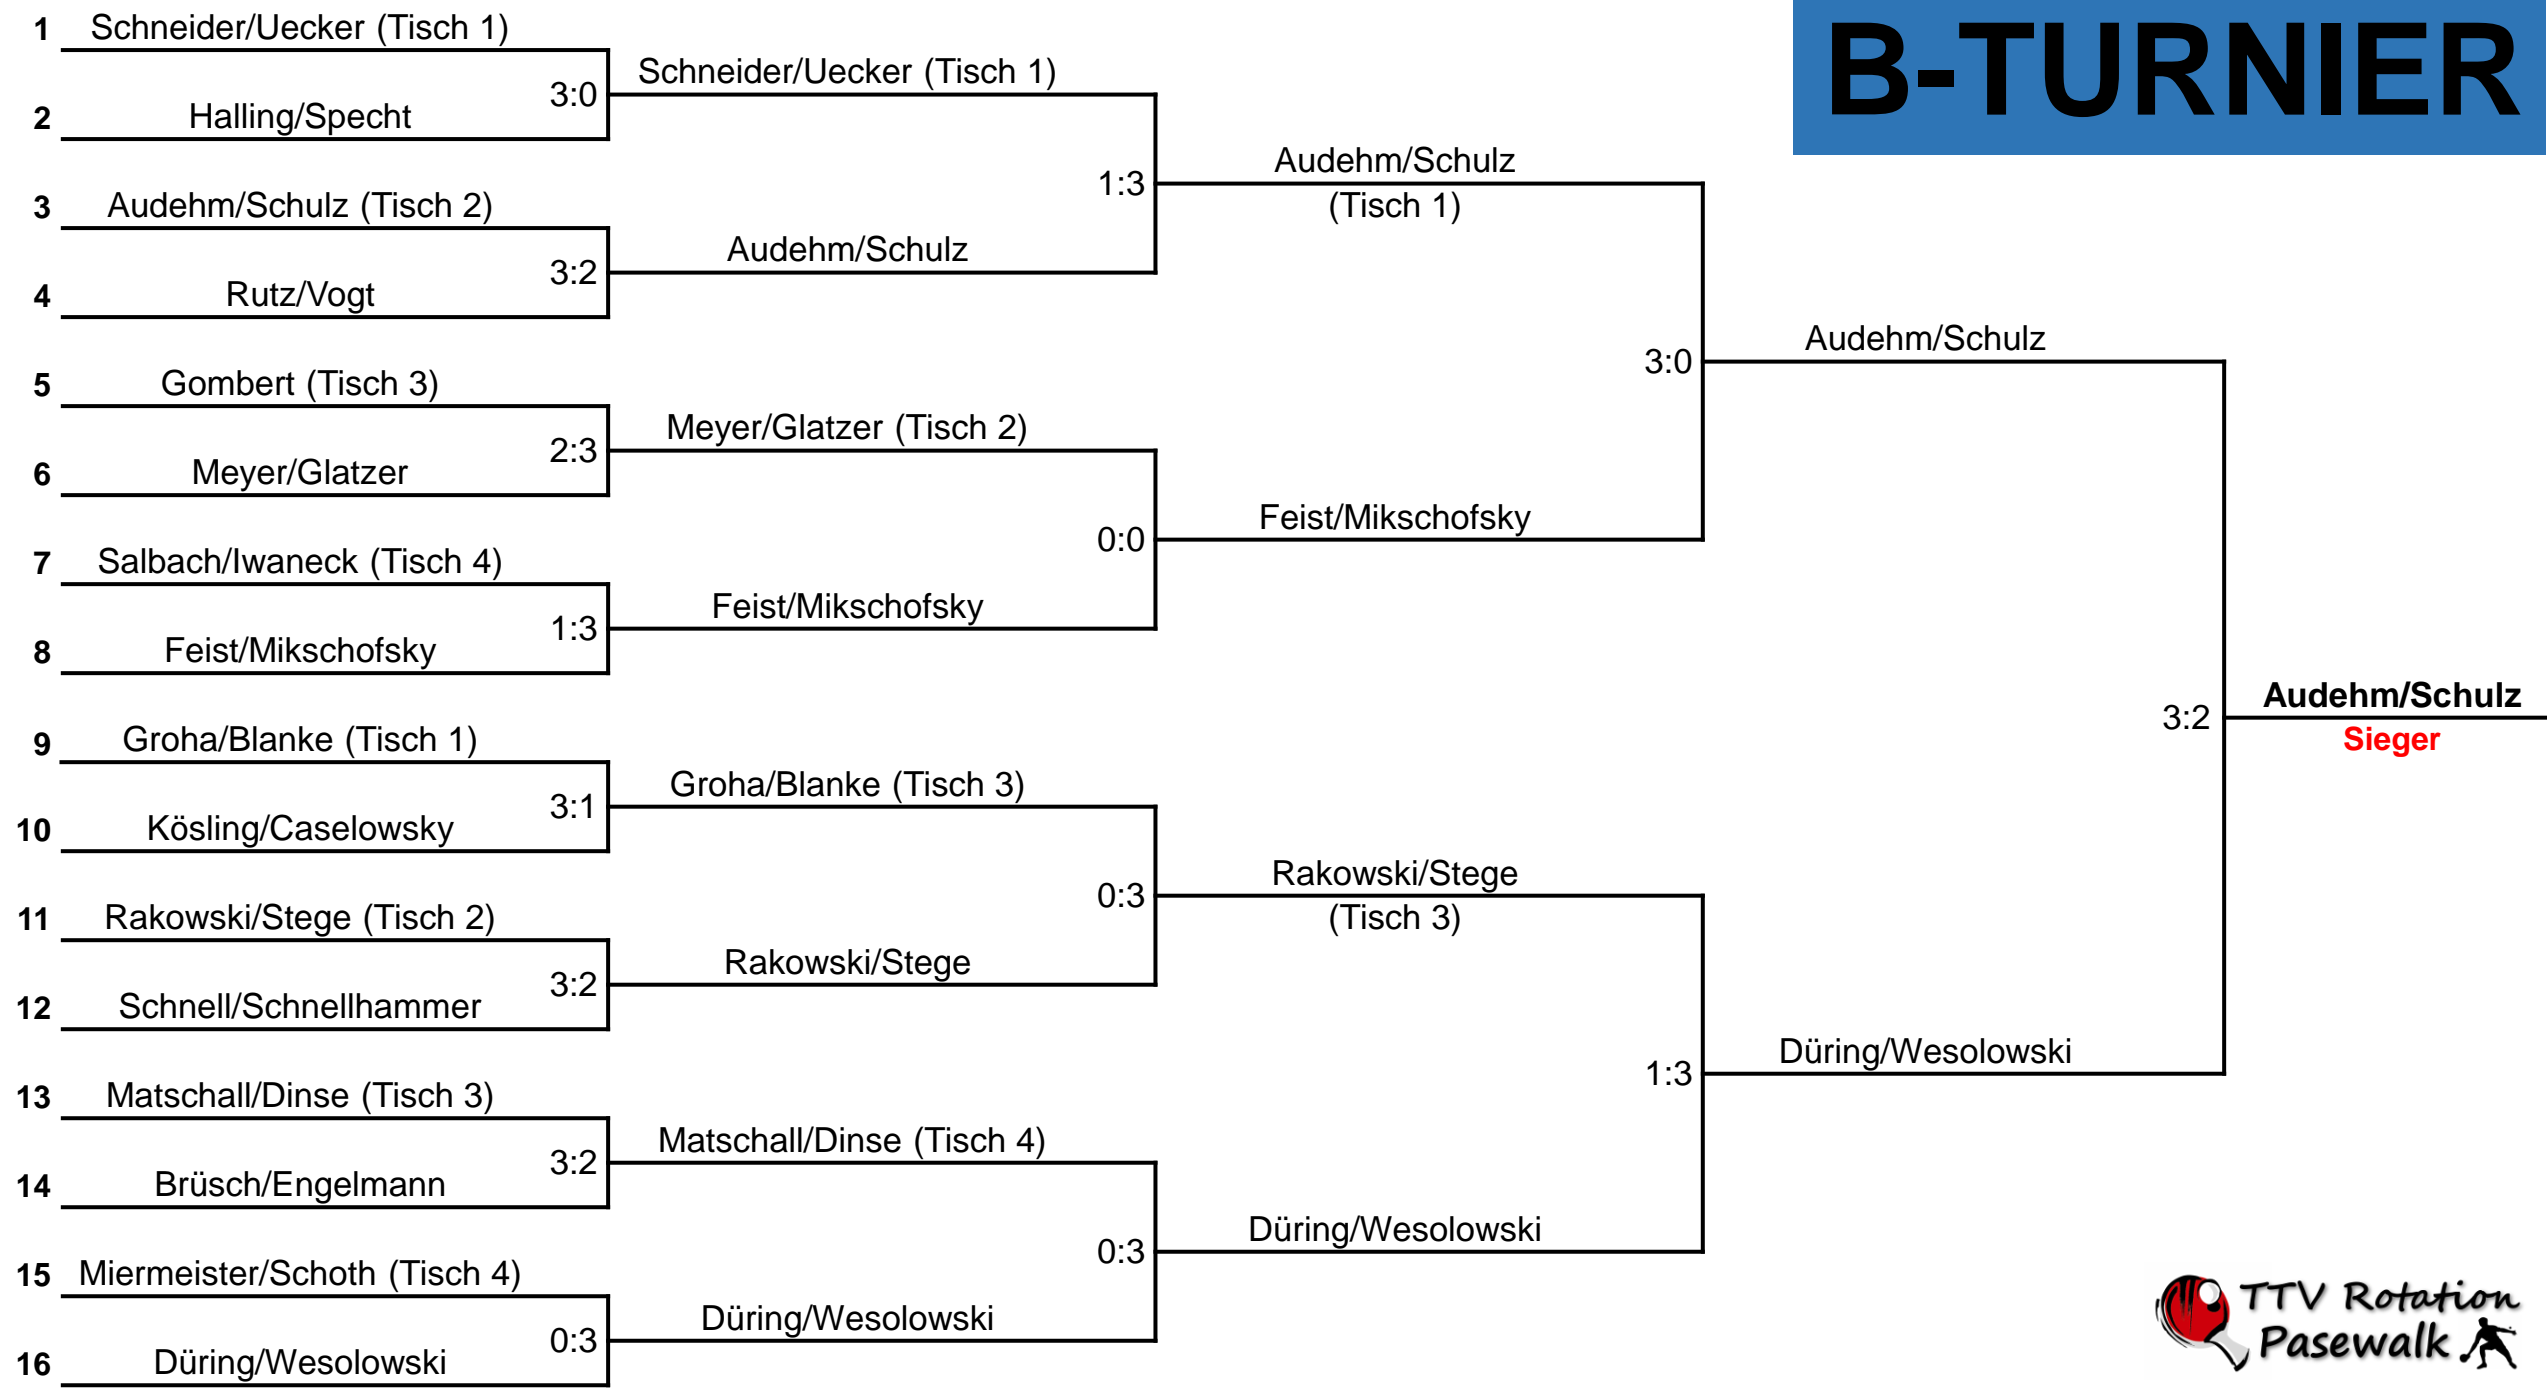 B-TURNIER
1 Schneider/Uecker (Tisch 1)
3:0
Schneider/Uecker (Tisch 1)
2 Halling/Specht
1:3
Audehm/Schulz
(Tisch 1)
3 Audehm/Schulz (Tisch 2)
3:2
Audehm/Schulz
4 Rutz/Vogt
3:0
Audehm/Schulz
5 Gombert (Tisch 3)
2:3
Meyer/Glatzer (Tisch 2)
6 Meyer/Glatzer
0:0
Feist/Mikschofsky
7 Salbach/Iwaneck (Tisch 4)
1:3
Feist/Mikschofsky
8 Feist/Mikschofsky
3:2
Audehm/Schulz
Sieger
9 Groha/Blanke (Tisch 1)
3:1
Groha/Blanke (Tisch 3)
10 Kösling/Caselowsky
0:3
Rakowski/Stege
(Tisch 3)
11 Rakowski/Stege (Tisch 2)
3:2
Rakowski/Stege
12 Schnell/Schnellhammer
1:3
Düring/Wesolowski
13 Matschall/Dinse (Tisch 3)
3:2
Matschall/Dinse (Tisch 4)
14 Brüsch/Engelmann
0:3
Düring/Wesolowski
15 Miermeister/Schoth (Tisch 4)
0:3
Düring/Wesolowski
16 Düring/Wesolowski
TTV Rotation
Pasewalk